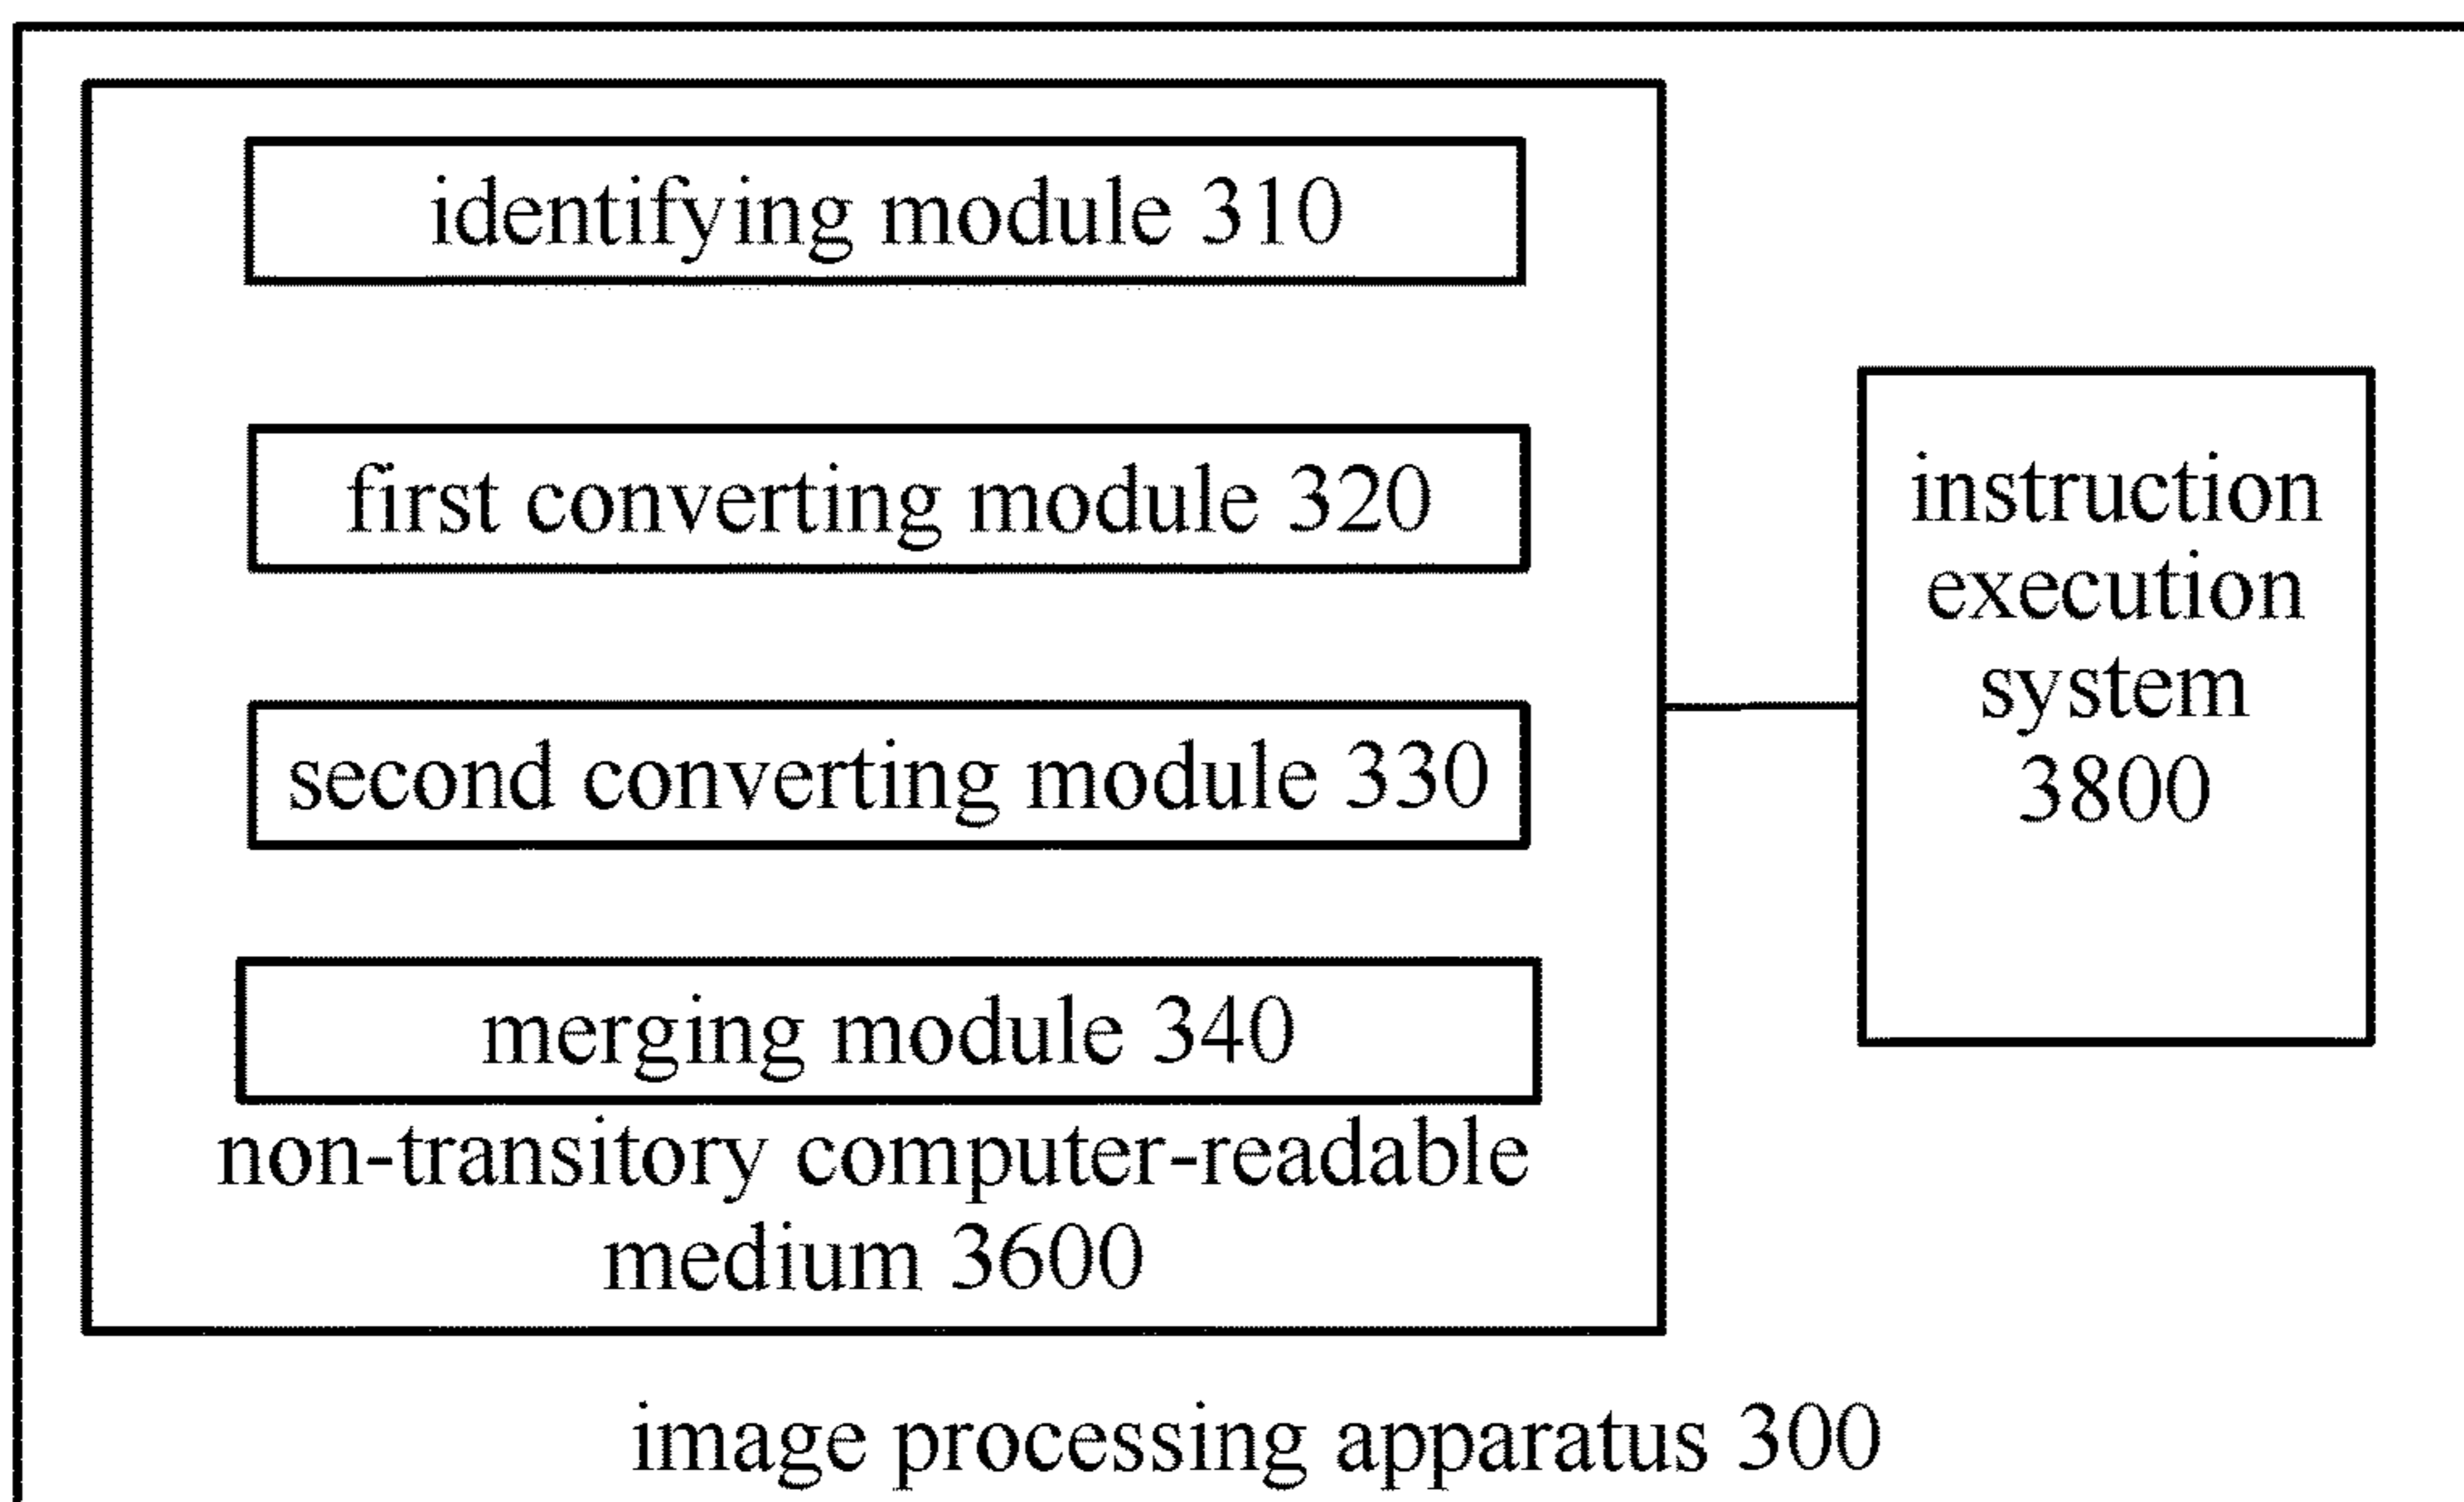 identifying module 310
first converting module 320
second converting module 330
merging module 340
non-transitory computer-readable
medium 3600
instruction
execution
system
3800
image processing apparatus 300